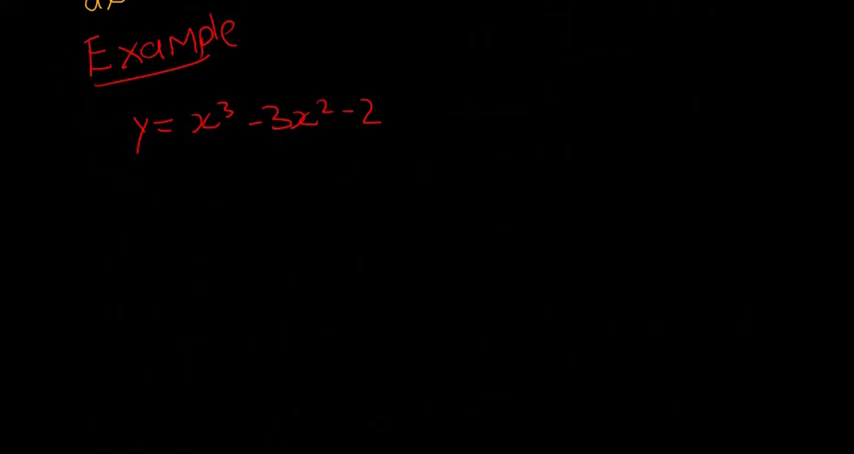 Example
y = x³ - 3x² - 2